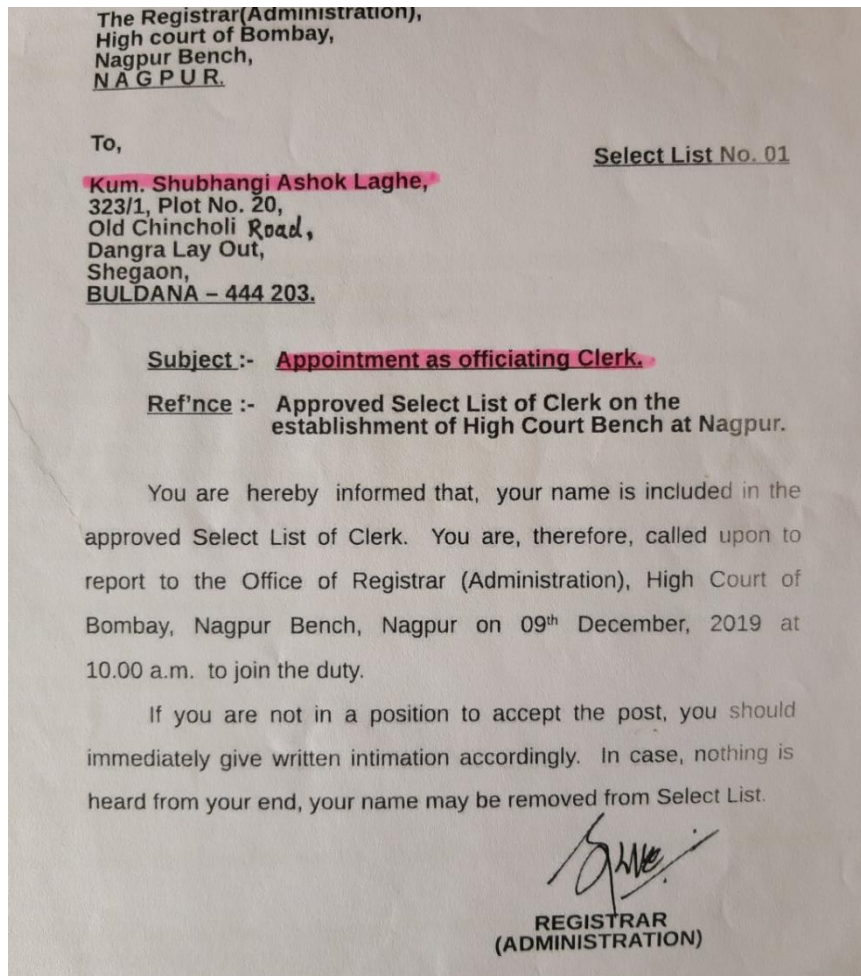 The Registrar(Administration),
High court of Bombay,
Nagpur Bench,
N A G P U R.
To,
Select List No. 01
Kum. Shubhangi Ashok Laghe,
323/1, Plot No. 20,
Old Chincholi Road,
Dangra Lay Out,
Shegaon,
BULDANA – 444 203.
Subject :- Appointment as officiating Clerk.
Ref'nce :- Approved Select List of Clerk on the
establishment of High Court Bench at Nagpur.
You are hereby informed that, your name is included in the
approved Select List of Clerk. You are, therefore, called upon to
report to the Office of Registrar (Administration), High Court of
Bombay, Nagpur Bench, Nagpur on 09th December, 2019 at
10.00 a.m. to join the duty.
If you are not in a position to accept the post, you should
immediately give written intimation accordingly. In case, nothing is
heard from your end, your name may be removed from Select List.
REGISTRAR
(ADMINISTRATION)